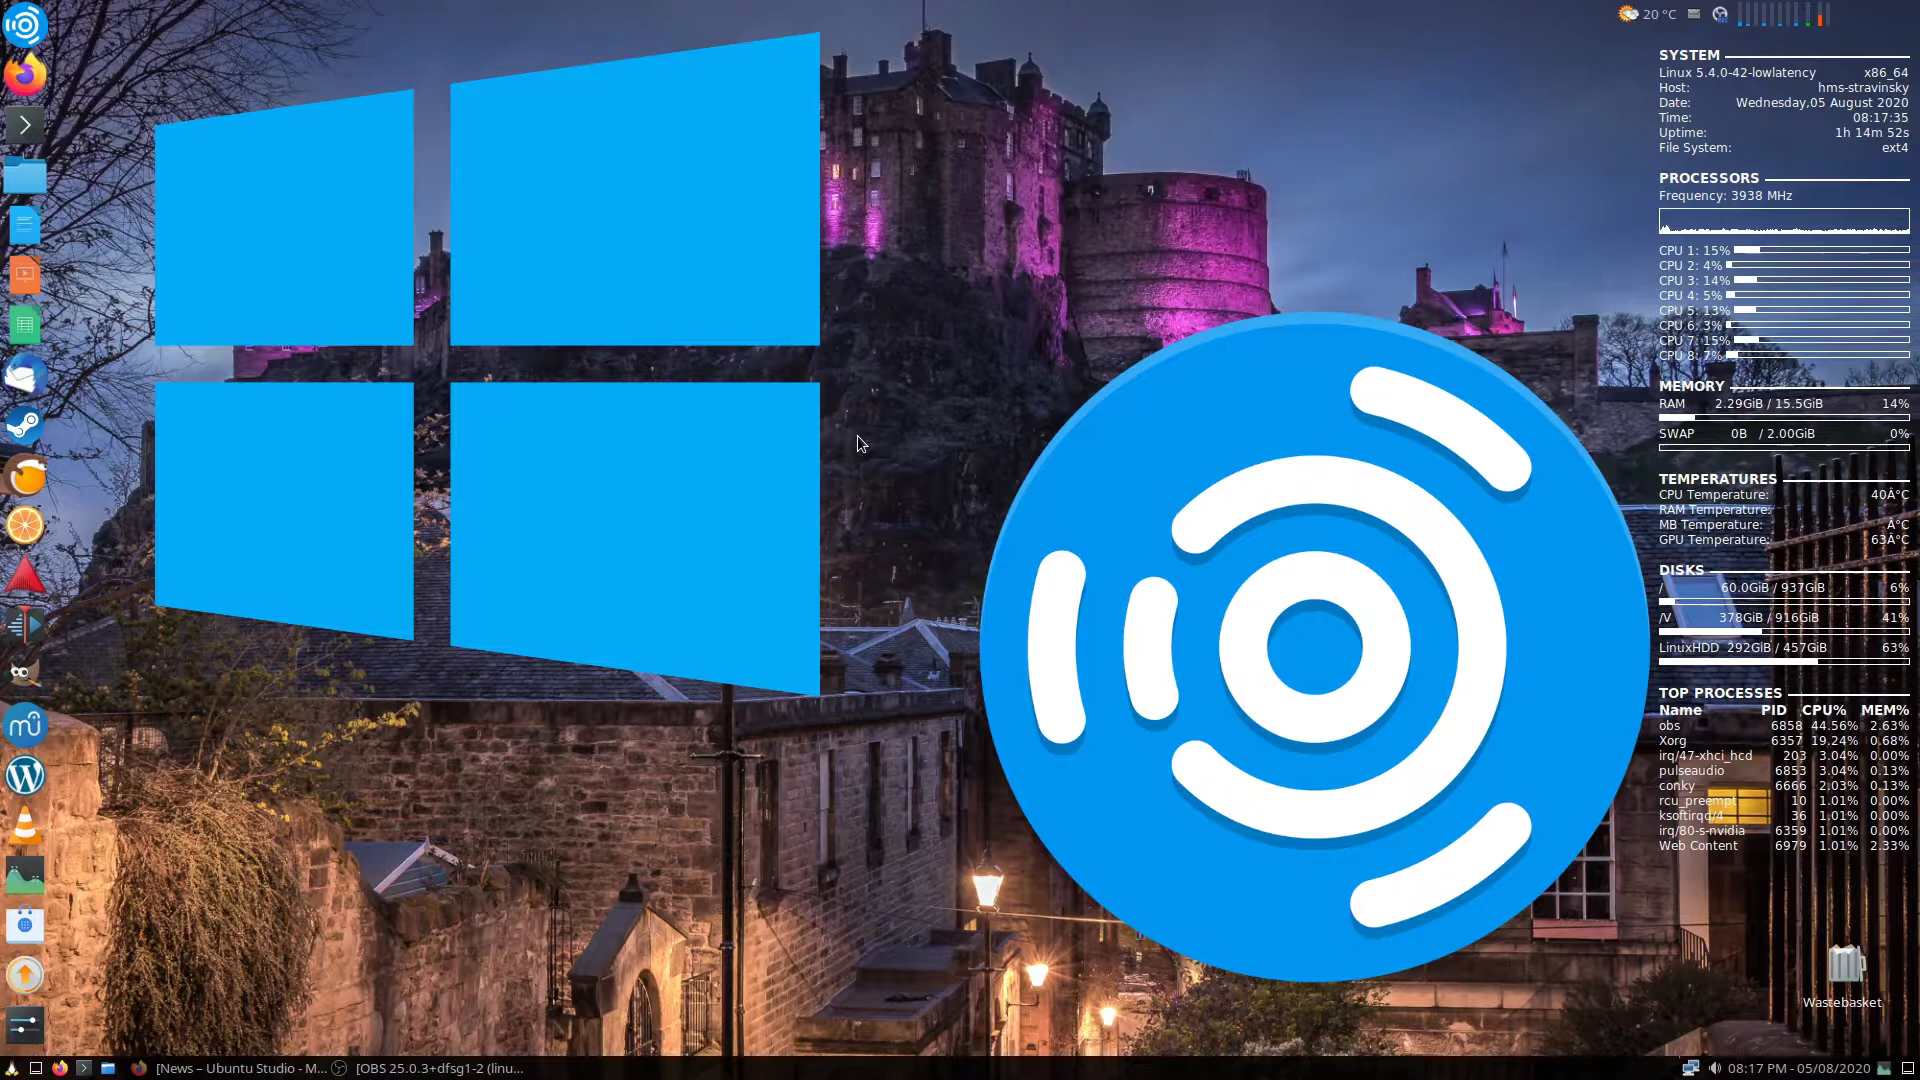 20 °C
SYSTEM
Linux 5.4.0-42-lowlatency x86_64
Host: hms-stravinsky
Date: Wednesday,05 August 2020
Time: 08:17:35
Uptime: 1h 14m 52s
File System: ext4
PROCESSORS
Frequency: 3938 MHz
CPU 1: 15%
CPU 2: 4%
CPU 3: 14%
CPU 4: 5%
CPU 5: 13%
CPU 6: 3%
CPU 7: 15%
CPU 8: 7%
MEMORY
RAM 2.29GiB / 15.5GiB 14%
SWAP 0B / 2.00GiB 0%
TEMPERATURES
CPU Temperature: 40Â°C
RAM Temperature:
MB Temperature: Â°C
GPU Temperature: 63Â°C
DISKS
/ 60.0GiB / 937GiB 6%
/V 378GiB / 916GiB 41%
LinuxHDD 292GiB / 457GiB 63%
TOP PROCESSES
Name PID CPU% MEM%
obs 6858 44.56% 2.63%
Xorg 6357 19.24% 0.68%
irq/47-xhci_hcd 203 3.04% 0.00%
pulseaudio 6853 3.04% 0.13%
conky 6666 2.03% 0.13%
rcu_preempt 10 1.01% 0.00%
ksoftirqd/4 36 1.01% 0.00%
irq/80-s-nvidia 6359 1.01% 0.00%
Web Content 6979 1.01% 2.33%
mü
W
Wastebasket
[News – Ubuntu Studio - M... [OBS 25.0.3+dfsg1-2 (linu... 08:17 PM - 05/08/2020